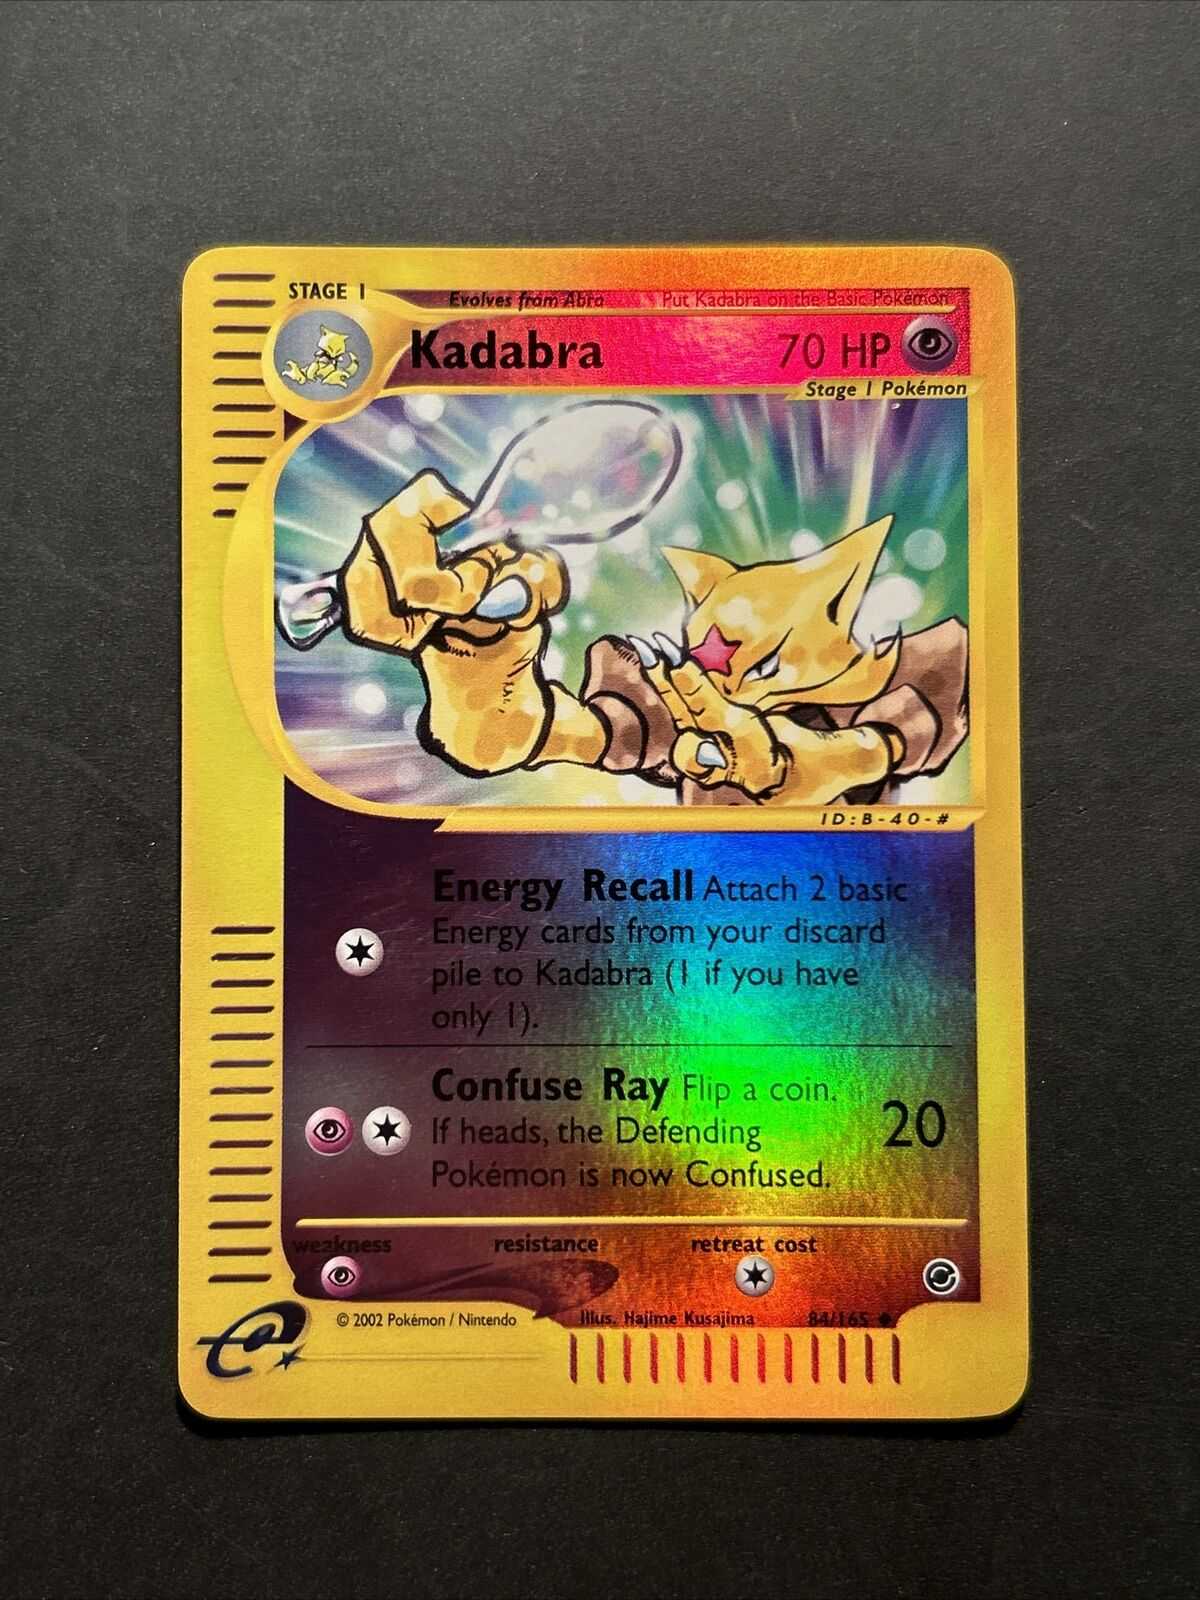 STAGE 1
Evolves from Abra Put Kadabra on the Basic Pokémon
Kadabra 70 HP
Stage 1 Pokémon
ID:B-40-#
Energy Recall Attach 2 basic
Energy cards from your discard
pile to Kadabra (1 if you have
only 1).
Confuse Ray Flip a coin.
If heads, the Defending
Pokémon is now Confused.
20
weakness resistance retreat cost
© 2002 Pokémon / Nintendo Illus. Hajime Kusajima 84/165
e